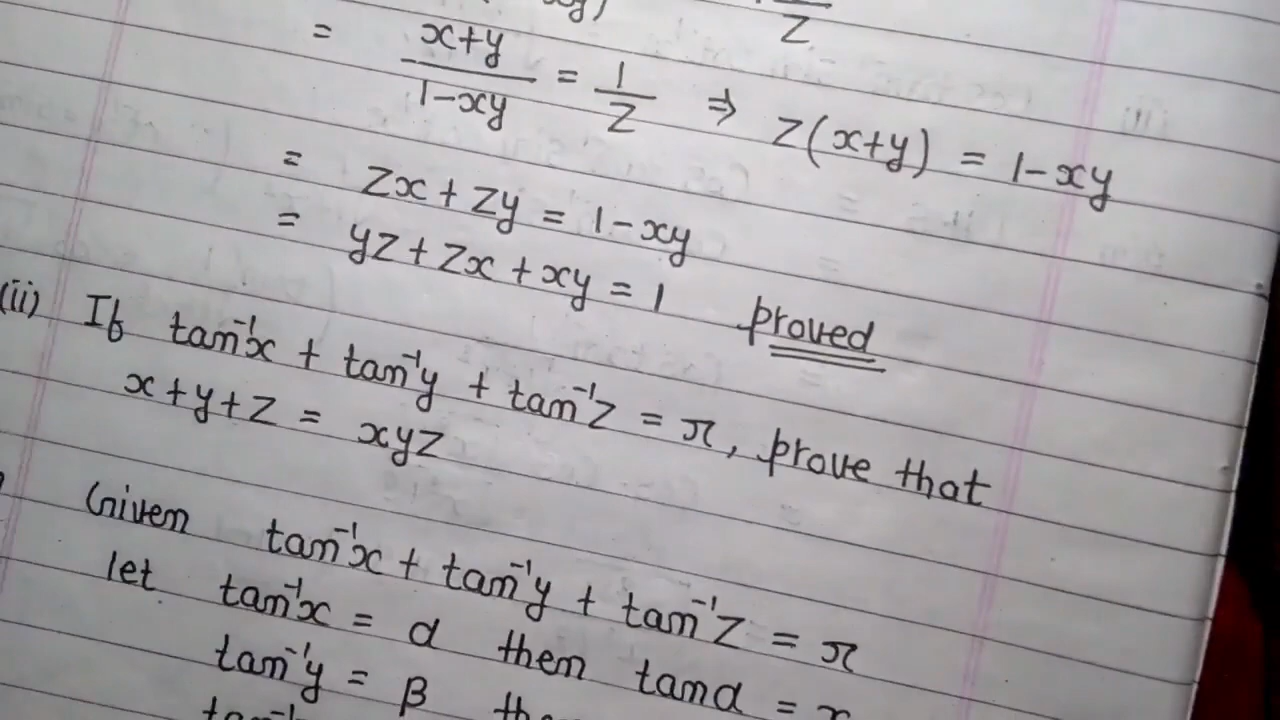 z
= x+y/1-xy = 1/z ⇒ z(x+y) = 1-xy
= zx + zy = 1-xy
= yz + zx + xy = 1 proved
(ii) If tan⁻¹x + tan⁻¹y + tan⁻¹z = π, prove that
x+y+z = xyz
Given tan⁻¹x + tan⁻¹y + tan⁻¹z = π
let tan⁻¹x = α then tanα = x
tan⁻¹y = β